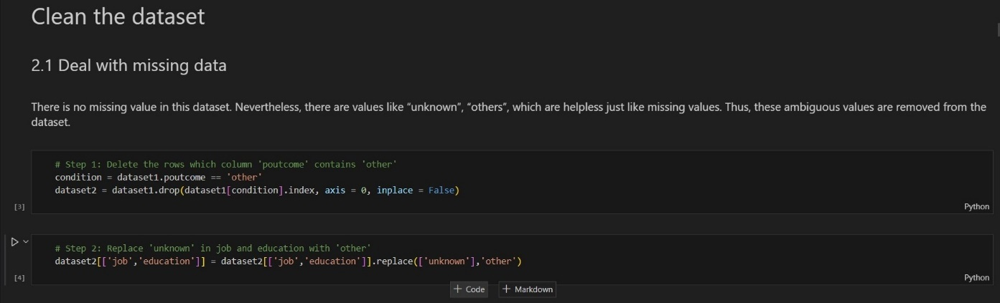 Clean the dataset
2.1 Deal with missing data
There is no missing value in this dataset. Nevertheless, there are values like “unknown”, “others”, which are helpless just like missing values. Thus, these ambiguous values are removed from the
dataset.
# Step 1: Delete the rows which column 'poutcome' contains 'other'
condition = dataset1.poutcome == 'other'
dataset2 = dataset1.drop(dataset1[condition].index, axis = 0, inplace = False)
[3]
Python
# Step 2: Replace 'unknown' in job and education with 'other'
dataset2[['job','education']] = dataset2[['job','education']].replace(['unknown'],'other')
[4]
Python
+ Code + Markdown